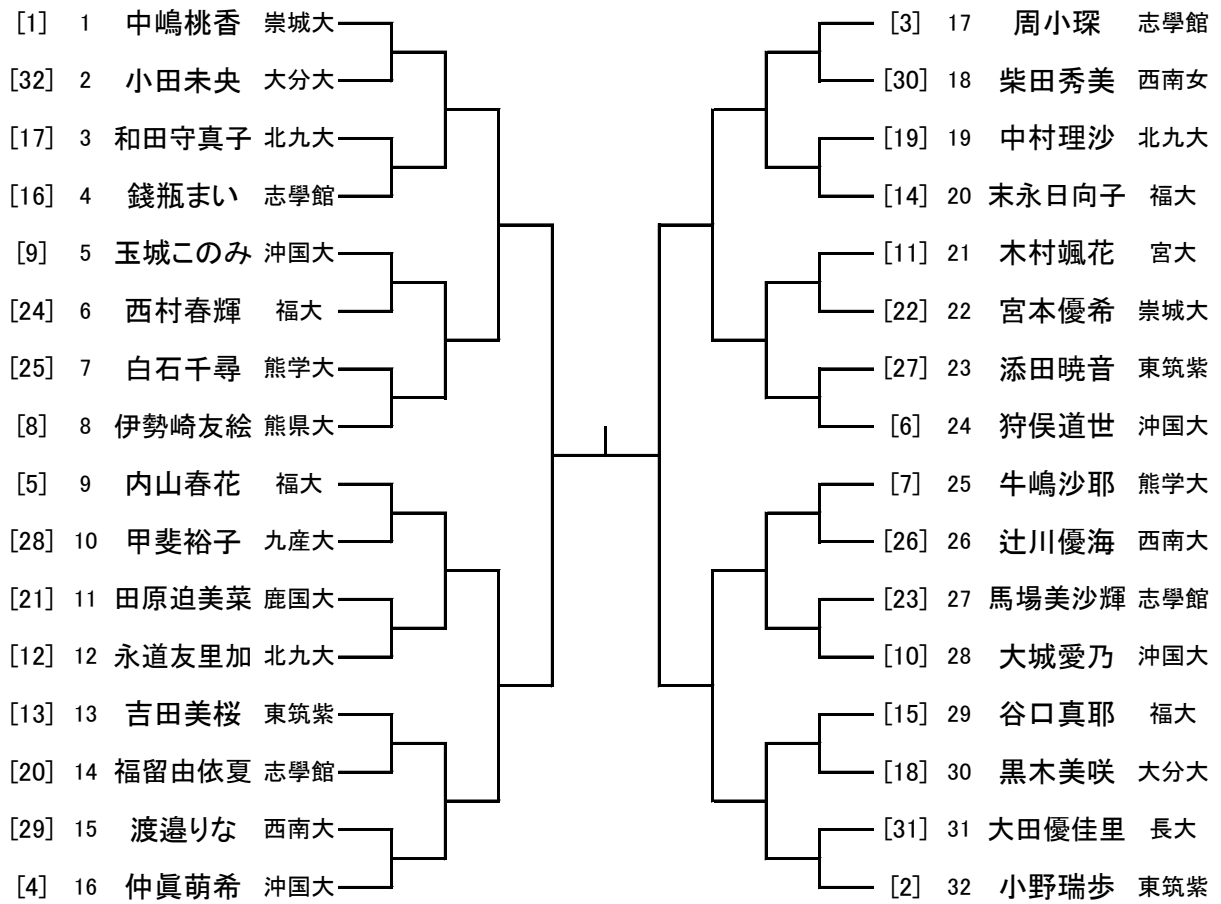 [1] 1 中嶋桃香 崇城大
[32] 2 小田未央 大分大
[17] 3 和田守真子 北九大
[16] 4 錢瓶まい 志學館
[9] 5 玉城このみ 沖国大
[24] 6 西村春輝 福大
[25] 7 白石千尋 熊学大
[8] 8 伊勢崎友絵 熊県大
[5] 9 内山春花 福大
[28] 10 甲斐裕子 九産大
[21] 11 田原迫美菜 鹿国大
[12] 12 永道友里加 北九大
[13] 13 吉田美桜 東筑紫
[20] 14 福留由依夏 志學館
[29] 15 渡邉りな 西南大
[4] 16 仲眞萌希 沖国大
[3] 17 周小琛 志學館
[30] 18 柴田秀美 西南女
[19] 19 中村理沙 北九大
[14] 20 末永日向子 福大
[11] 21 木村颯花 宮大
[22] 22 宮本優希 崇城大
[27] 23 添田暁音 東筑紫
[6] 24 狩俣道世 沖国大
[7] 25 牛嶋沙耶 熊学大
[26] 26 辻川優海 西南大
[23] 27 馬場美沙輝 志學館
[10] 28 大城愛乃 沖国大
[15] 29 谷口真耶 福大
[18] 30 黒木美咲 大分大
[31] 31 大田優佳里 長大
[2] 32 小野瑞歩 東筑紫